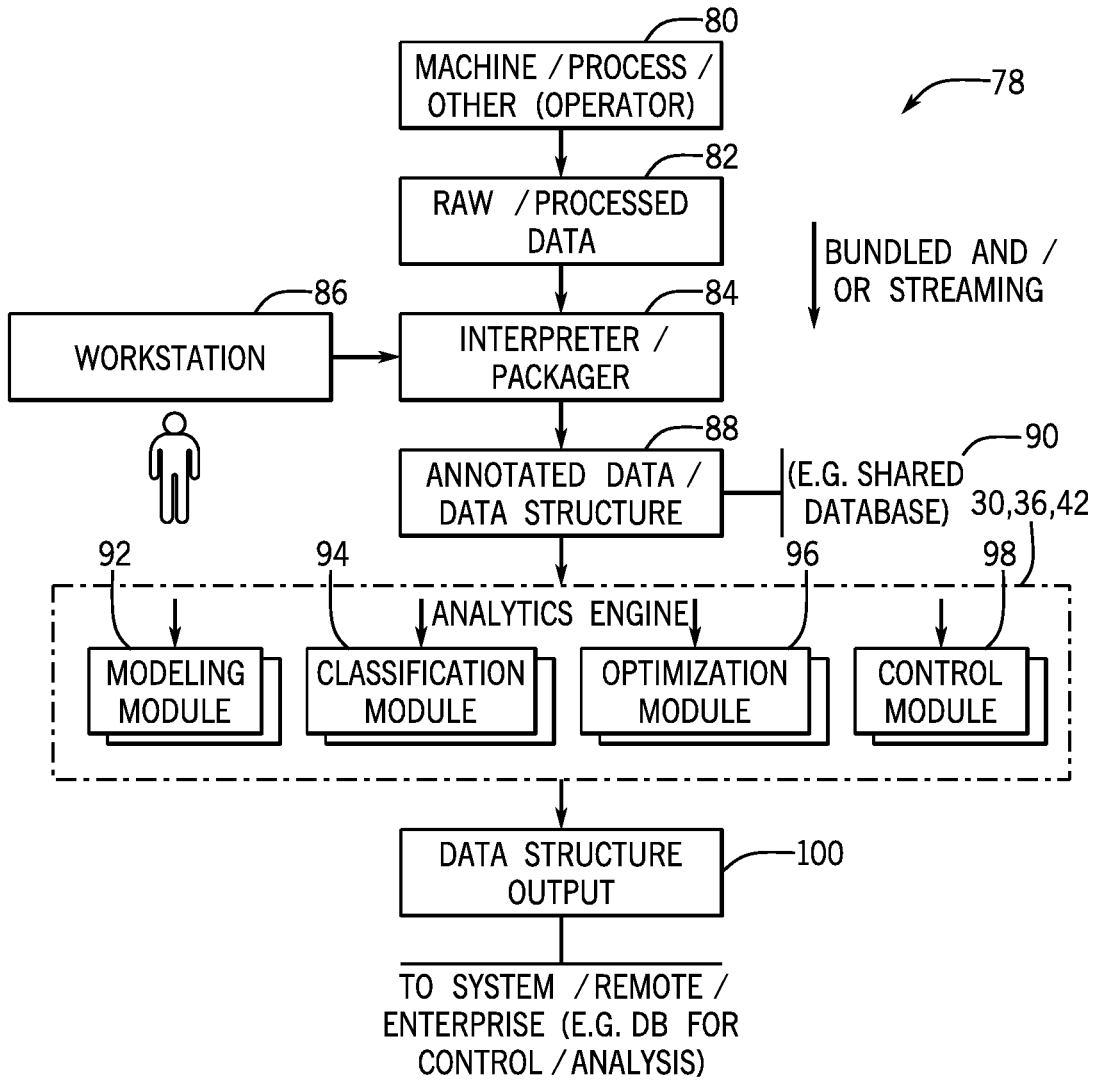 80
MACHINE / PROCESS /
OTHER (OPERATOR)
78
82
RAW / PROCESSED
DATA
BUNDLED AND /
OR STREAMING
86
WORKSTATION
84
INTERPRETER /
PACKAGER
88
ANNOTATED DATA /
DATA STRUCTURE
90
(E.G. SHARED
DATABASE)
30,36,42
92
94
96
98
ANALYTICS ENGINE
MODELING
MODULE
CLASSIFICATION
MODULE
OPTIMIZATION
MODULE
CONTROL
MODULE
DATA STRUCTURE
OUTPUT
100
TO SYSTEM / REMOTE /
ENTERPRISE (E.G. DB FOR
CONTROL / ANALYSIS)